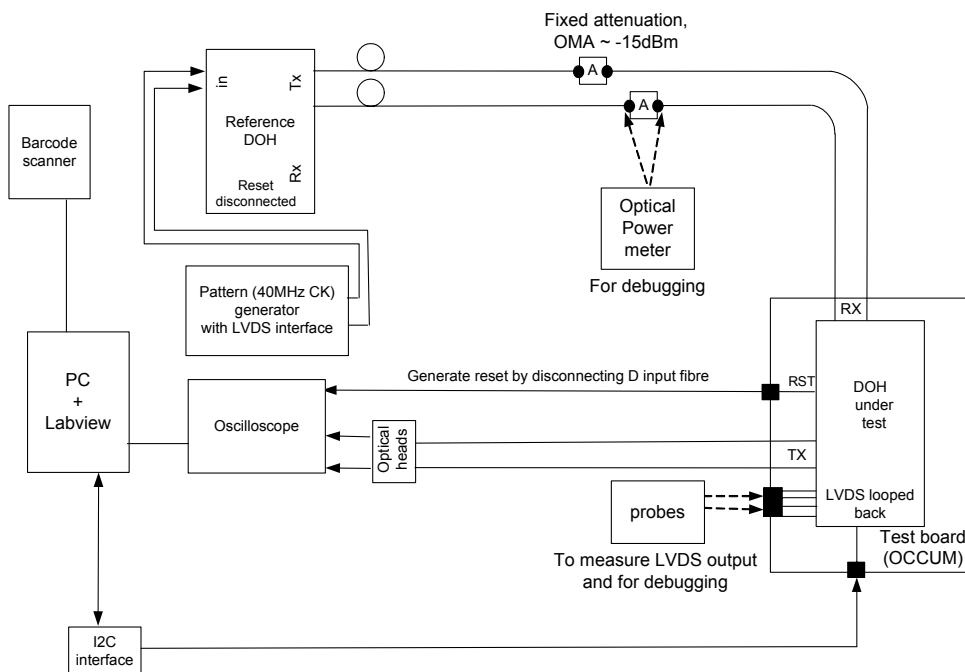 Fixed attenuation,
OMA ~ -15dBm
A
A
in
Tx
Reference
DOH
Rx
Reset
disconnected
Barcode
scanner
Optical
Power
meter
For debugging
Pattern (40MHz CK)
generator
with LVDS interface
RX
PC
+
Labview
Generate reset by disconnecting D input fibre
RST
DOH
under
test
Oscilloscope
Optical
heads
TX
LVDS looped
back
probes
To measure LVDS output
and for debugging
Test board
(OCCUM)
I2C
interface